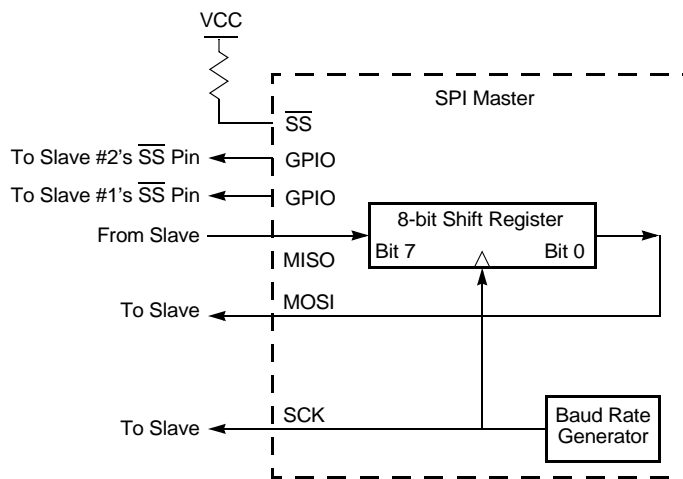 VCC
SPI Master
SS
To Slave #2's SS Pin
GPIO
To Slave #1's SS Pin
GPIO
8-bit Shift Register
From Slave
Bit 7
Bit 0
MISO
MOSI
To Slave
SCK
To Slave
Baud Rate
Generator